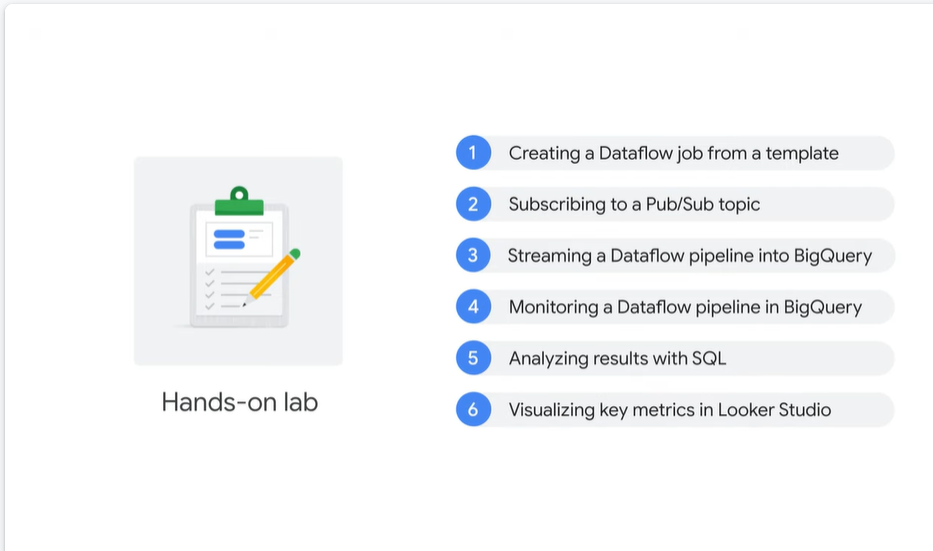 1 Creating a Dataflow job from a template
2 Subscribing to a Pub/Sub topic
3 Streaming a Dataflow pipeline into BigQuery
4 Monitoring a Dataflow pipeline in BigQuery
5 Analyzing results with SQL
6 Visualizing key metrics in Looker Studio
Hands-on lab